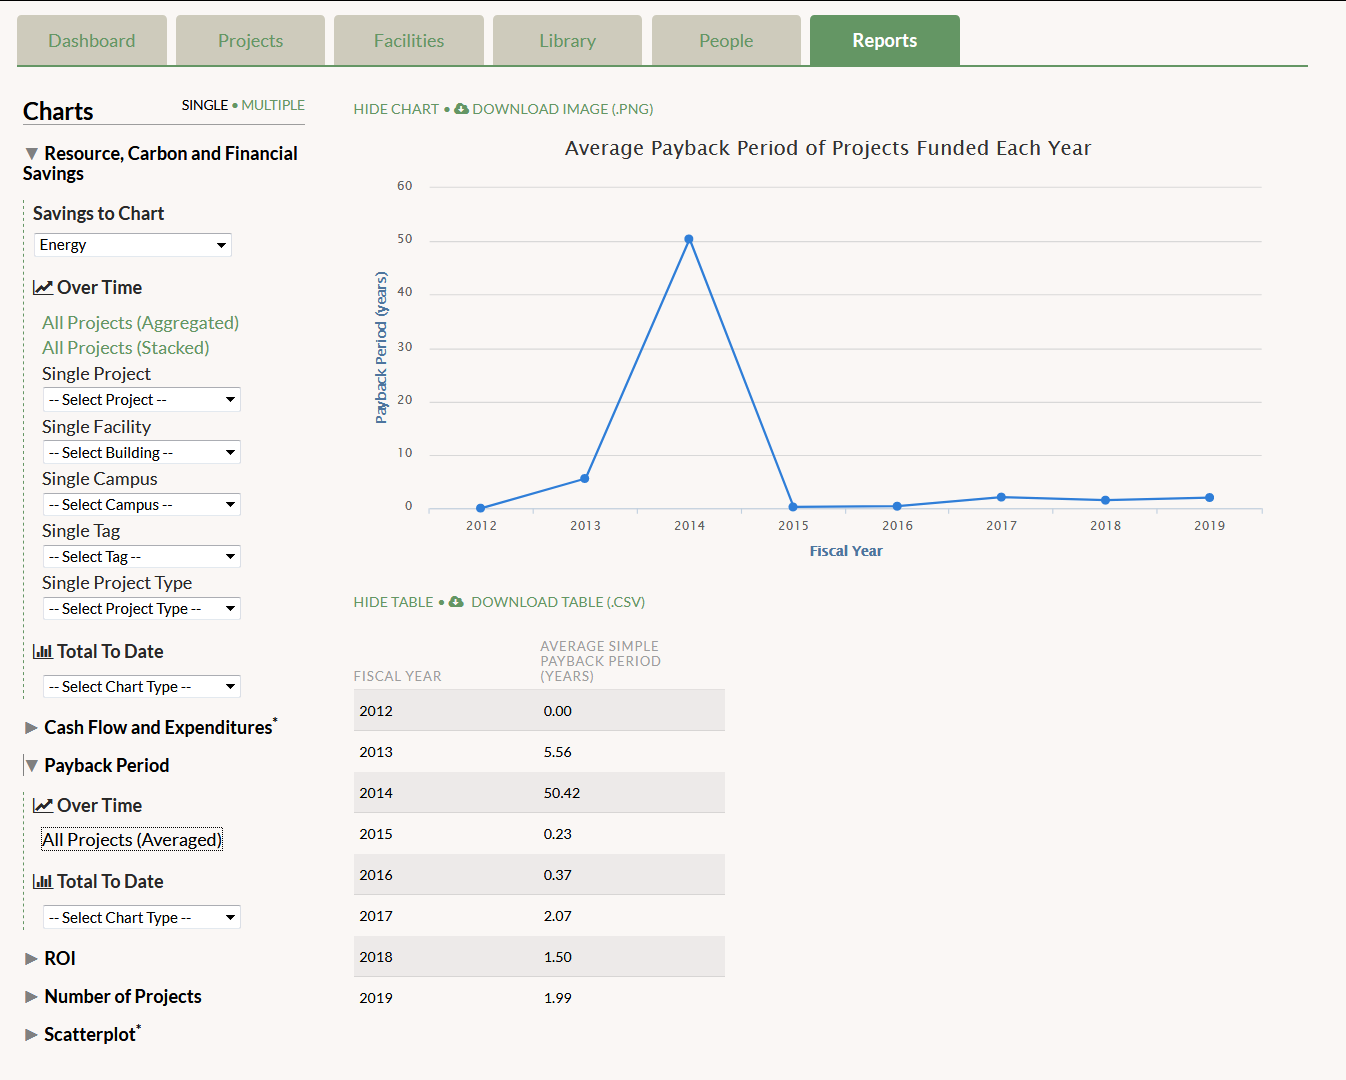 Dashboard
Projects
Facilities
Library
People
Reports
Charts
SINGLE • MULTIPLE
Resource, Carbon and Financial
Savings
Savings to Chart
Energy
Over Time
All Projects (Aggregated)
All Projects (Stacked)
Single Project
-- Select Project --
Single Facility
-- Select Building --
Single Campus
-- Select Campus --
Single Tag
-- Select Tag --
Single Project Type
-- Select Project Type --
Total To Date
-- Select Chart Type --
Cash Flow and Expenditures*
Payback Period
Over Time
All Projects (Averaged)
Total To Date
-- Select Chart Type --
ROI
Number of Projects
Scatterplot*
HIDE CHART • DOWNLOAD IMAGE (.PNG)
Average Payback Period of Projects Funded Each Year
Payback Period (years)
60
50
40
30
20
10
0
2012 2013 2014 2015 2016 2017 2018 2019
Fiscal Year
HIDE TABLE • DOWNLOAD TABLE (.CSV)
AVERAGE SIMPLE
PAYBACK PERIOD
FISCAL YEAR (YEARS)
2012 0.00
2013 5.56
2014 50.42
2015 0.23
2016 0.37
2017 2.07
2018 1.50
2019 1.99